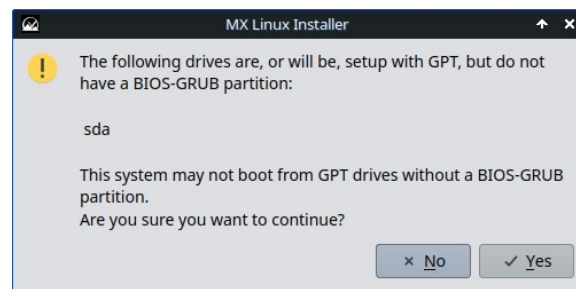 MX Linux Installer
The following drives are, or will be, setup with GPT, but do not
have a BIOS-GRUB partition:
sda
This system may not boot from GPT drives without a BIOS-GRUB
partition.
Are you sure you want to continue?
No
Yes